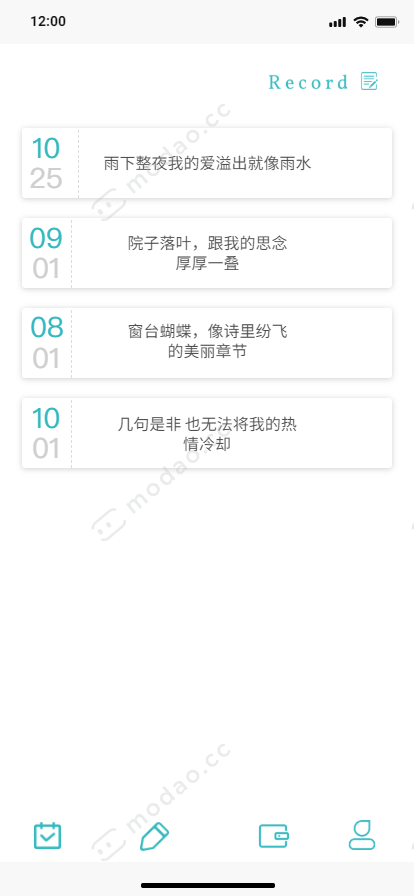 12:00
Record
10
25
雨下整夜我的爱溢出就像雨水
09
01
院子落叶，跟我的思念
厚厚一叠
08
01
窗台蝴蝶，像诗里纷飞
的美丽章节
10
01
几句是非 也无法将我的热
情冷却
modao.cc
modao.cc
modao.cc